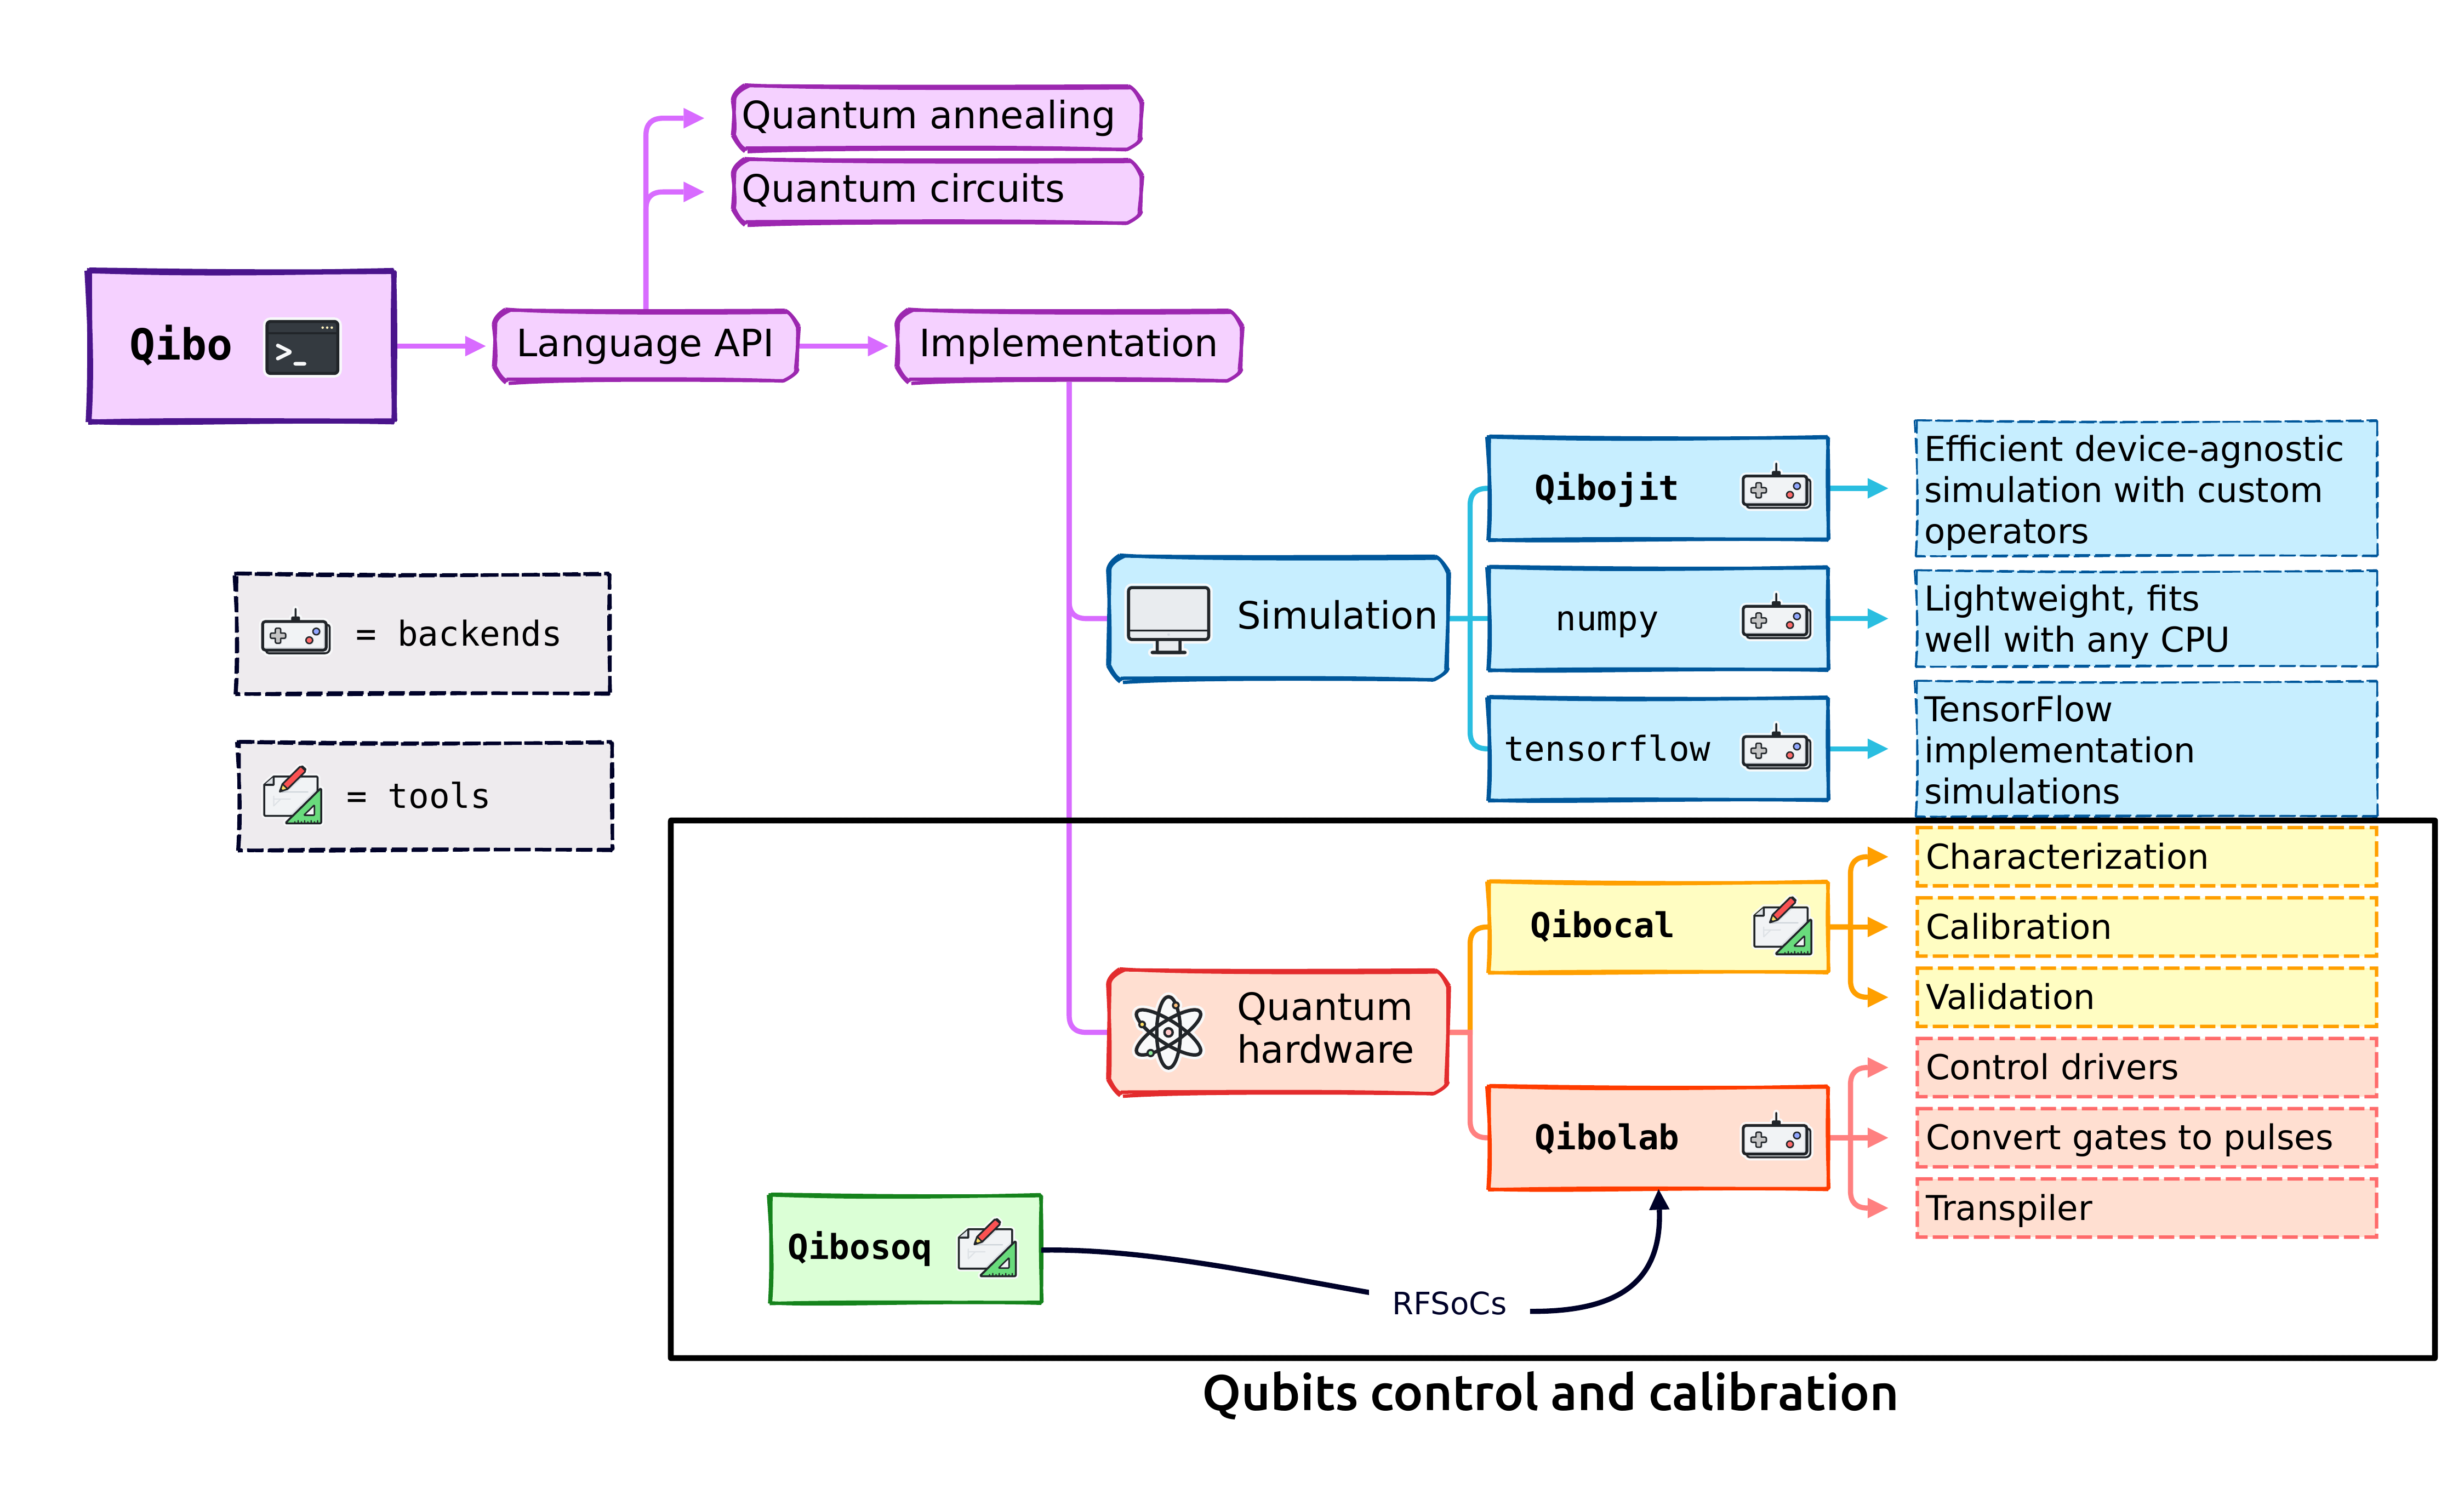 Quantum annealing
Quantum circuits
Qibo >_
Language API
Implementation
Qibojit
Efficient device-agnostic
simulation with custom
operators
= backends
Simulation
numpy
Lightweight, fits
well with any CPU
tensorflow
TensorFlow
implementation
simulations
= tools
Characterization
Qibocal
Calibration
Validation
Quantum
hardware
Control drivers
Qibolab
Convert gates to pulses
Transpiler
Qibosoq
RFSoCs
Qubits control and calibration